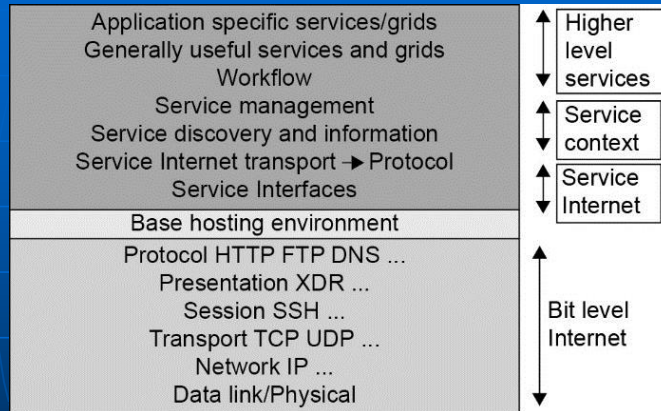 Application specific services/grids
Generally useful services and grids
Workflow
Service management
Service discovery and information
Service Internet transport → Protocol
Service Interfaces
Base hosting environment
Protocol HTTP FTP DNS ...
Presentation XDR ...
Session SSH ...
Transport TCP UDP ...
Network IP ...
Data link/Physical
Higher
level
services
Service
context
Service
Internet
Bit level
Internet